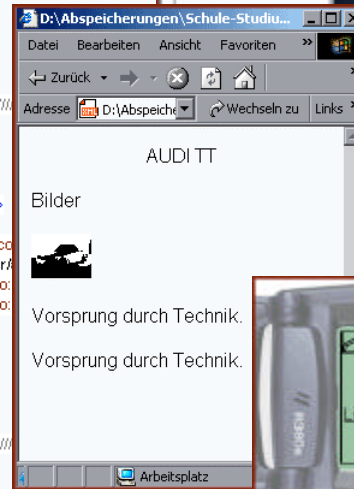 D:\Abspeicherungen\Schule-Studiu...
Datei Bearbeiten Ansicht Favoriten »
Zurück
Adresse D:\Abspeiche Wechseln zu Links »
AUDI TT
Bilder
Vorsprung durch Technik.
Vorsprung durch Technik.
R380s
Arbeitsplatz